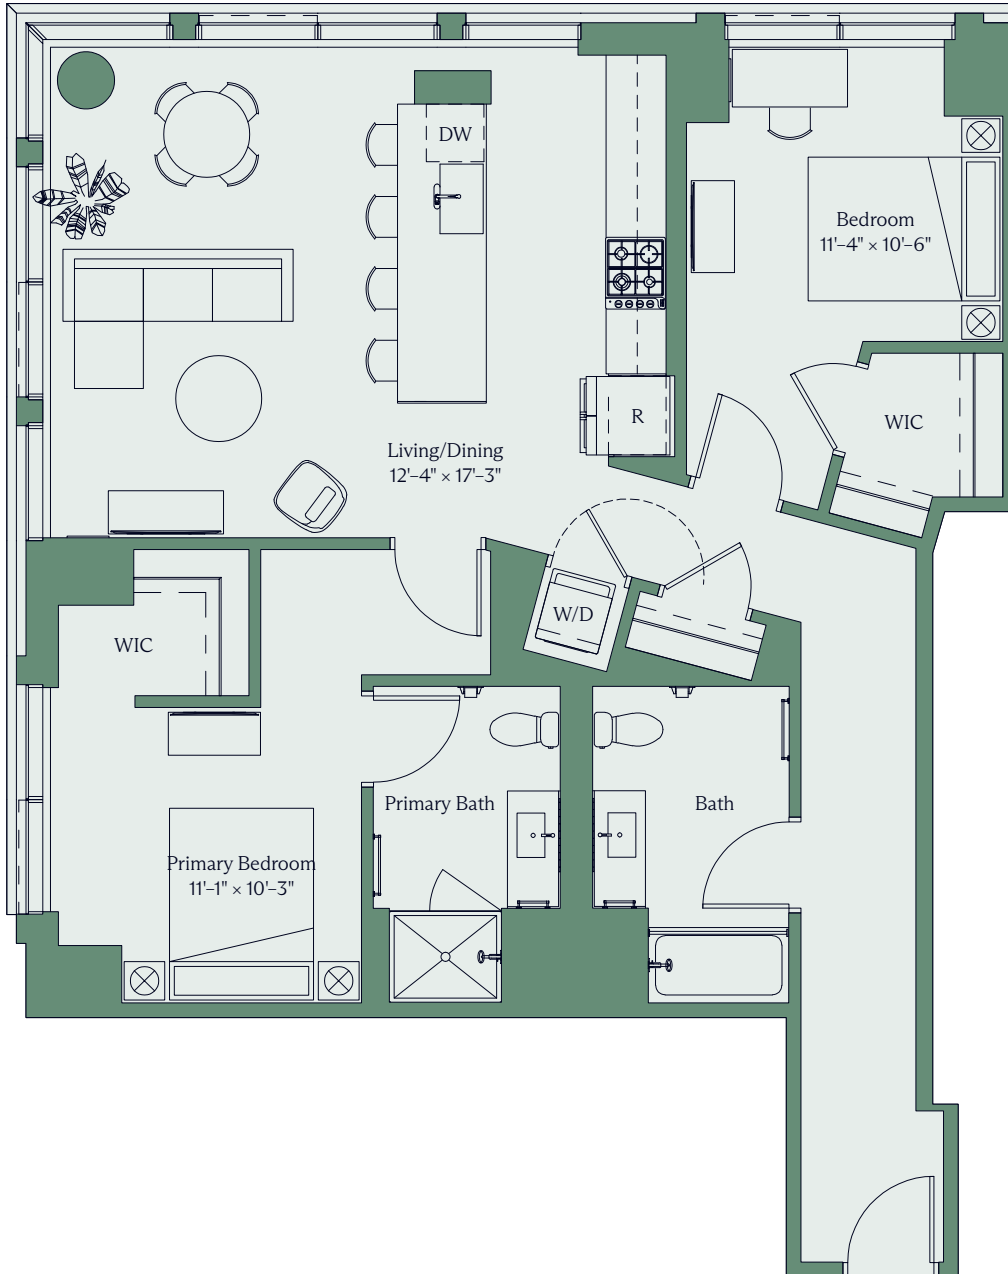 DW
Bedroom
11'–4" × 10'–6"
R
WIC
Living/Dining
12'–4" × 17'–3"
W/D
WIC
Primary Bath
Bath
Primary Bedroom
11'–1" × 10'–3"